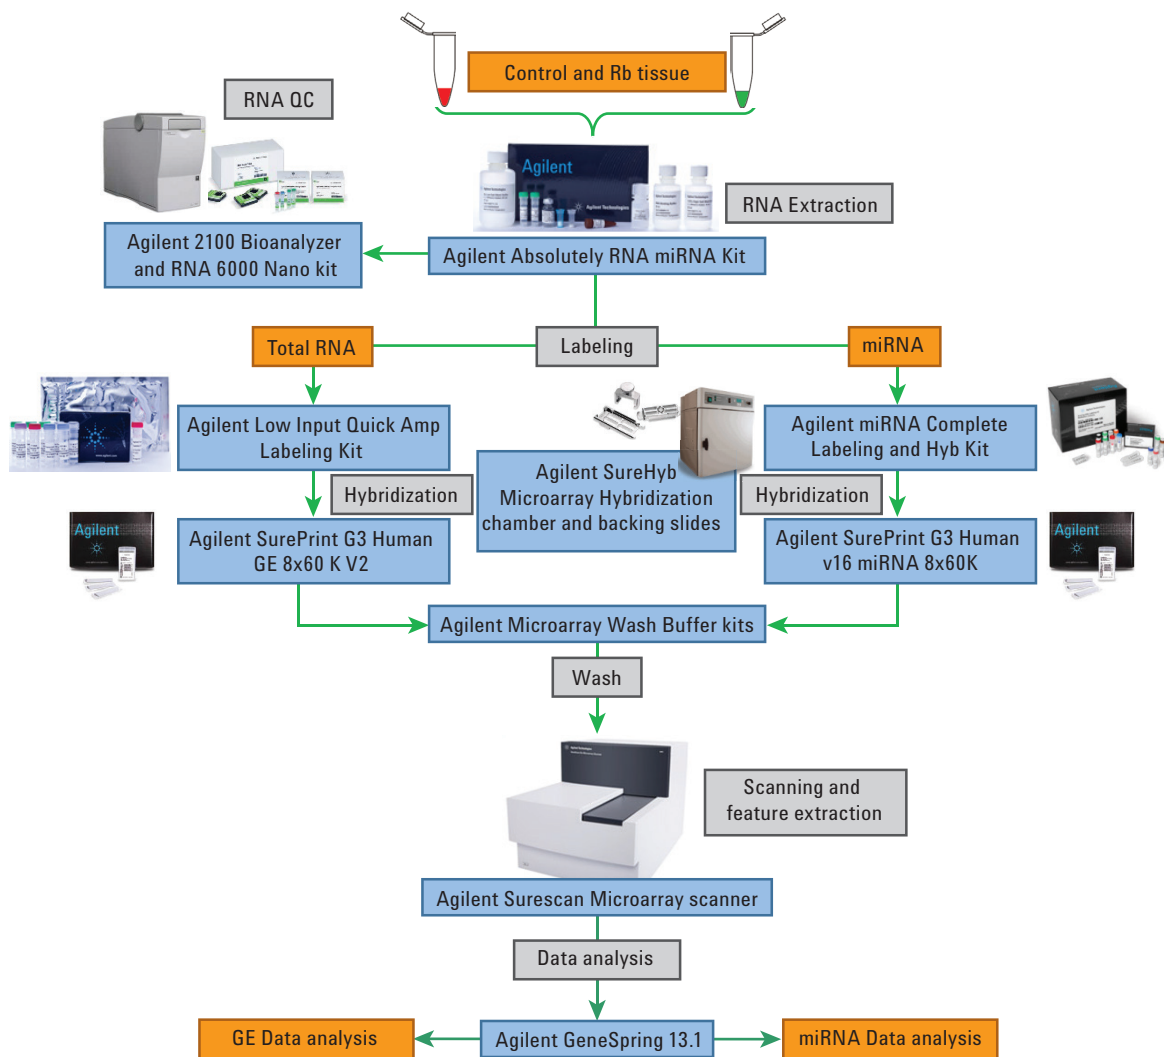 Control and Rb tissue
RNA QC
Agilent
Agilent Technologies
RNA Extraction
Agilent 2100 Bioanalyzer
and RNA 6000 Nano kit
Agilent Absolutely RNA miRNA Kit
Total RNA
Labeling
miRNA
Agilent Low Input Quick Amp
Labeling Kit
Agilent miRNA Complete
Labeling and Hyb Kit
Agilent SureHyb
Microarray Hybridization
chamber and backing slides
Hybridization
Hybridization
Agilent
Agilent SurePrint G3 Human
GE 8x60 K V2
Agilent SurePrint G3 Human
v16 miRNA 8x60K
Agilent
Agilent Microarray Wash Buffer kits
Wash
Scanning and
feature extraction
Agilent Surescan Microarray scanner
Data analysis
GE Data analysis
Agilent GeneSpring 13.1
miRNA Data analysis